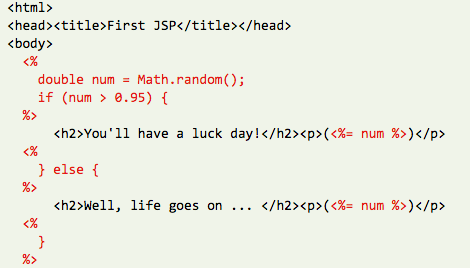 <html>
<head><title>First JSP</title></head>
<body>
<%
double num = Math.random();
if (num > 0.95) {
%>
<h2>You'll have a luck day!</h2><p>(<%= num %>)</p>
<%
} else {
%>
<h2>Well, life goes on ... </h2><p>(<%= num %>)</p>
<%
}
%>